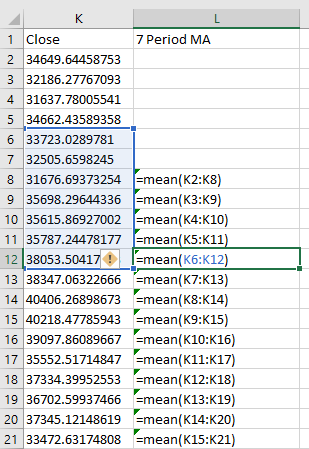 K L
1 Close 7 Period MA
2 34649.64458753
3 32186.27767093
4 31637.78005541
5 34662.43589358
6 33723.0289781
7 32505.6598245
8 31676.69373254 =mean(K2:K8)
9 35698.29644336 =mean(K3:K9)
10 35615.86927002 =mean(K4:K10)
11 35787.24478177 =mean(K5:K11)
12 38053.50417 =mean(K6:K12)
13 38347.06322666 =mean(K7:K13)
14 40406.26898673 =mean(K8:K14)
15 40218.47785943 =mean(K9:K15)
16 39097.86089667 =mean(K10:K16)
17 35552.51714847 =mean(K11:K17)
18 37334.39952553 =mean(K12:K18)
19 36702.59937466 =mean(K13:K19)
20 37345.12148619 =mean(K14:K20)
21 33472.63174808 =mean(K15:K21)